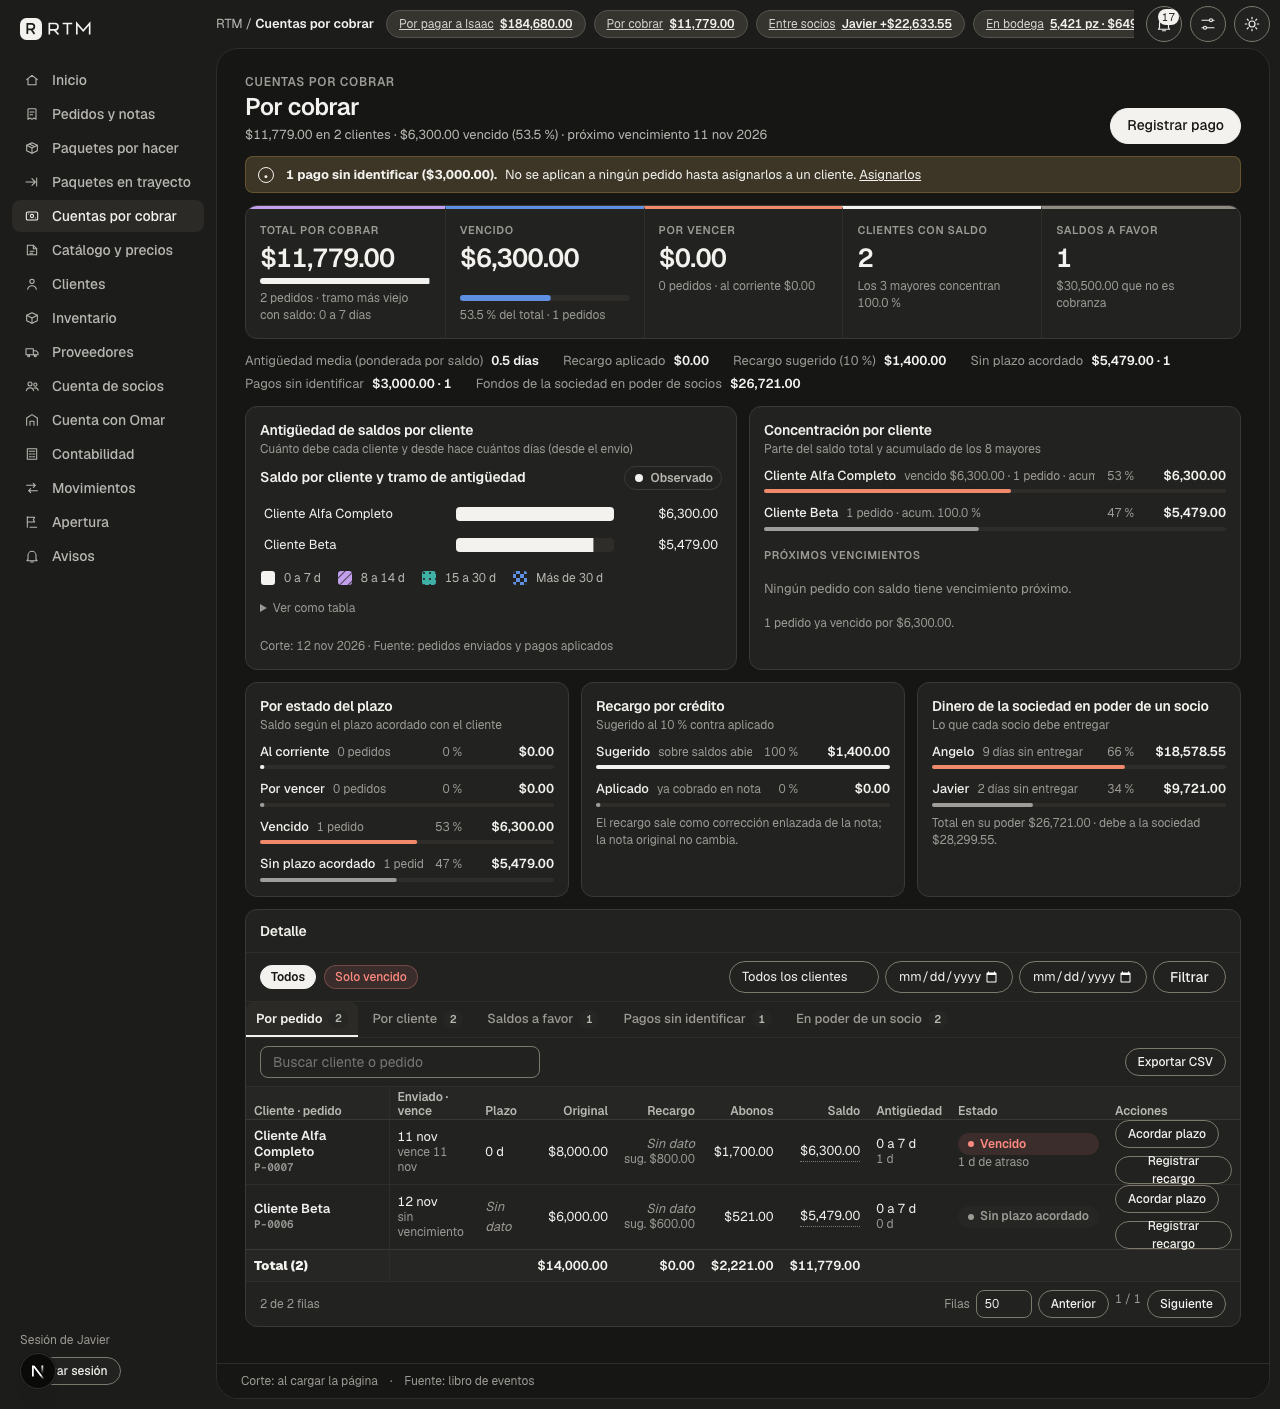 R RTM
RTM / Cuentas por cobrar
Por pagar a Isaac $184,680.00
Por cobrar $11,779.00
Entre socios Javier +$22,633.55
En bodega 5,421 pz · $649
17
Inicio
Pedidos y notas
Paquetes por hacer
Paquetes en trayecto
Cuentas por cobrar
Catálogo y precios
Clientes
Inventario
Proveedores
Cuenta de socios
Cuenta con Omar
Contabilidad
Movimientos
Apertura
Avisos
Sesión de Javier
N ar sesión
CUENTAS POR COBRAR
Por cobrar
$11,779.00 en 2 clientes · $6,300.00 vencido (53.5 %) · próximo vencimiento 11 nov 2026
Registrar pago
1 pago sin identificar ($3,000.00). No se aplican a ningún pedido hasta asignarlos a un cliente. Asignarlos
TOTAL POR COBRAR
$11,779.00
2 pedidos · tramo más viejo
con saldo: 0 a 7 días
VENCIDO
$6,300.00
53.5 % del total · 1 pedidos
POR VENCER
$0.00
0 pedidos · al corriente $0.00
CLIENTES CON SALDO
2
Los 3 mayores concentran
100.0 %
SALDOS A FAVOR
1
$30,500.00 que no es
cobranza
Antigüedad media (ponderada por saldo) 0.5 días Recargo aplicado $0.00 Recargo sugerido (10 %) $1,400.00 Sin plazo acordado $5,479.00 · 1
Pagos sin identificar $3,000.00 · 1 Fondos de la sociedad en poder de socios $26,721.00
Antigüedad de saldos por cliente
Cuánto debe cada cliente y desde hace cuántos días (desde el envío)
Saldo por cliente y tramo de antigüedad Observado
Cliente Alfa Completo $6,300.00
Cliente Beta $5,479.00
0 a 7 d 8 a 14 d 15 a 30 d Más de 30 d
Ver como tabla
Corte: 12 nov 2026 · Fuente: pedidos enviados y pagos aplicados
Concentración por cliente
Parte del saldo total y acumulado de los 8 mayores
Cliente Alfa Completo vencido $6,300.00 · 1 pedido · acum 53 % $6,300.00
Cliente Beta 1 pedido · acum. 100.0 % 47 % $5,479.00
PRÓXIMOS VENCIMIENTOS
Ningún pedido con saldo tiene vencimiento próximo.
1 pedido ya vencido por $6,300.00.
Por estado del plazo
Saldo según el plazo acordado con el cliente
Al corriente 0 pedidos 0 % $0.00
Por vencer 0 pedidos 0 % $0.00
Vencido 1 pedido 53 % $6,300.00
Sin plazo acordado 1 pedid 47 % $5,479.00
Recargo por crédito
Sugerido al 10 % contra aplicado
Sugerido sobre saldos abie 100 % $1,400.00
Aplicado ya cobrado en nota 0 % $0.00
El recargo sale como corrección enlazada de la nota;
la nota original no cambia.
Dinero de la sociedad en poder de un socio
Lo que cada socio debe entregar
Angelo 9 días sin entregar 66 % $18,578.55
Javier 2 días sin entregar 34 % $9,721.00
Total en su poder $26,721.00 · debe a la sociedad
$28,299.55.
Detalle
Todos Solo vencido Todos los clientes mm/dd/yyyy mm/dd/yyyy Filtrar
Por pedido 2 Por cliente 2 Saldos a favor 1 Pagos sin identificar 1 En poder de un socio 2
Buscar cliente o pedido Exportar CSV
Cliente · pedido Enviado · vence Plazo Original Recargo Abonos Saldo Antigüedad Estado Acciones
Cliente Alfa Completo P-0007 11 nov vence 11 nov 0 d $8,000.00 Sin dato sug. $800.00 $1,700.00 $6,300.00 0 a 7 d 1 d Vencido 1 d de atraso Acordar plazo Registrar recargo
Cliente Beta P-0006 12 nov sin vencimiento Sin dato $6,000.00 Sin dato sug. $600.00 $521.00 $5,479.00 0 a 7 d 0 d Sin plazo acordado Acordar plazo Registrar recargo
Total (2) $14,000.00 $0.00 $2,221.00 $11,779.00
2 de 2 filas Filas 50 Anterior 1 / 1 Siguiente
Corte: al cargar la página · Fuente: libro de eventos